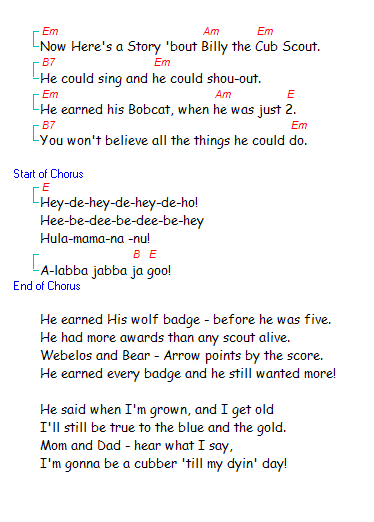 Em Am Em
Now Here's a Story 'bout Billy the Cub Scout.
B7 Em
He could sing and he could shou-out.
Em Am E
He earned his Bobcat, when he was just 2.
B7 Em
You won't believe all the things he could do.
Start of Chorus
E
Hey-de-hey-de-hey-de-ho!
Hee-be-dee-be-dee-be-hey
Hula-mama-na -nu!
B E
A-labba jabba ja goo!
End of Chorus
He earned His wolf badge - before he was five.
He had more awards than any scout alive.
Webelos and Bear - Arrow points by the score.
He earned every badge and he still wanted more!
He said when I'm grown, and I get old
I'll still be true to the blue and the gold.
Mom and Dad - hear what I say,
I'm gonna be a cubber 'till my dyin' day!